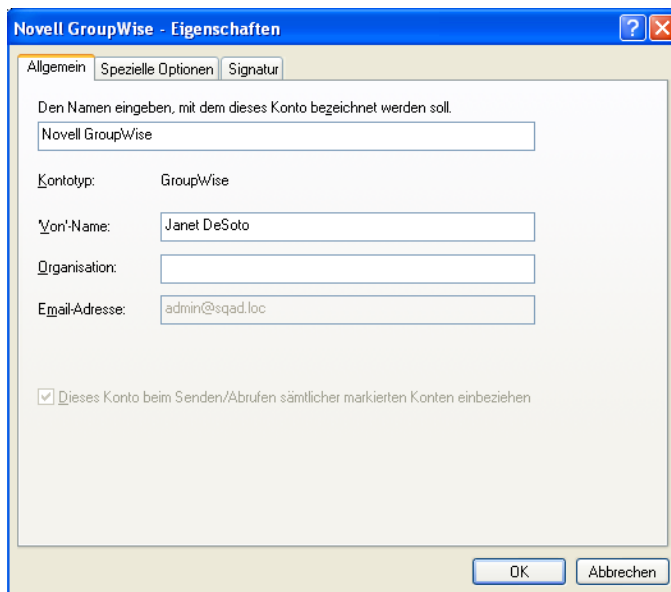 Novell GroupWise - Eigenschaften
Allgemein Spezielle Optionen Signatur
Den Namen eingeben, mit dem dieses Konto bezeichnet werden soll.
Novell GroupWise
Kontotyp: GroupWise
'Von'-Name: Janet DeSoto
Organisation:
Email-Adresse: admin@sqad.loc
Dieses Konto beim Senden/Abrufen sämtlicher markierten Konten einbeziehen
OK Abbrechen